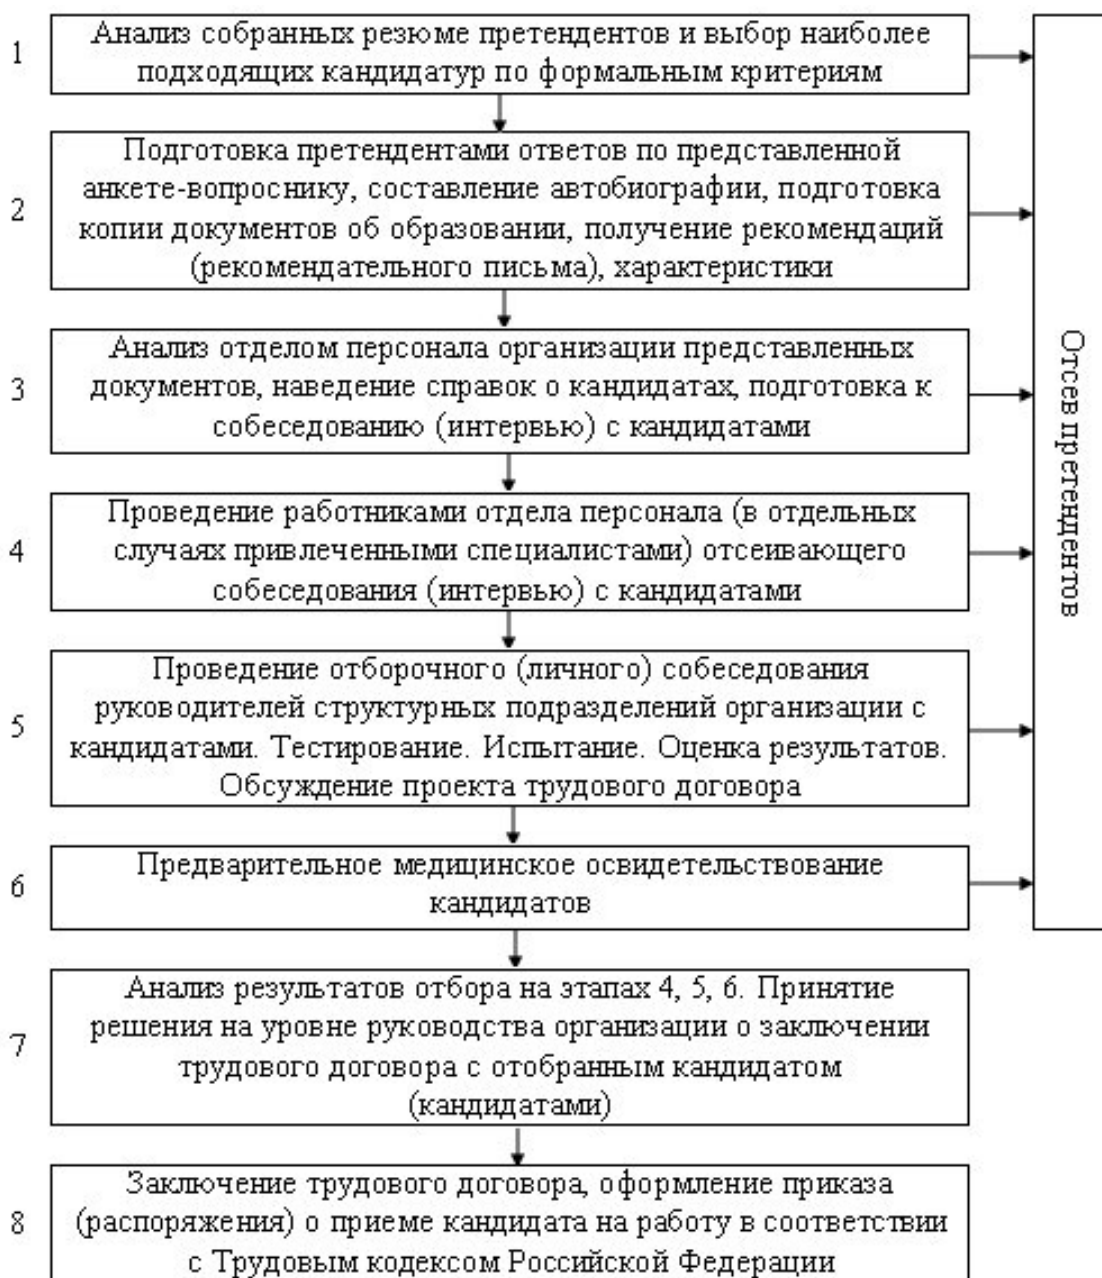 1
Анализ собранных резюме претендентов и выбор наиболее
подходящих кандидатур по формальным критериям
2
Подготовка претендентами ответов по представленной
анкете-вопроснику, составление автобиографии, подготовка
копии документов об образовании, получение рекомендаций
(рекомендательного письма), характеристики
3
Анализ отделом персонала организации представленных
документов, наведение справок о кандидатах, подготовка к
собеседованию (интервью) с кандидатами
4
Проведение работниками отдела персонала (в отдельных
случаях привлеченными специалистами) отсеивающего
собеседования (интервью) с кандидатами
5
Проведение отборочного (личного) собеседования
руководителей структурных подразделений организации с
кандидатами. Тестирование. Испытание. Оценка результатов.
Обсуждение проекта трудового договора
6
Предварительное медицинское освидетельствование
кандидатов
7
Анализ результатов отбора на этапах 4, 5, 6. Принятие
решения на уровне руководства организации о заключении
трудового договора с отобранным кандидатом
(кандидатами)
8
Заключение трудового договора, оформление приказа
(распоряжения) о приеме кандидата на работу в соответствии
с Трудовым кодексом Российской Федерации
Отсев претендентов